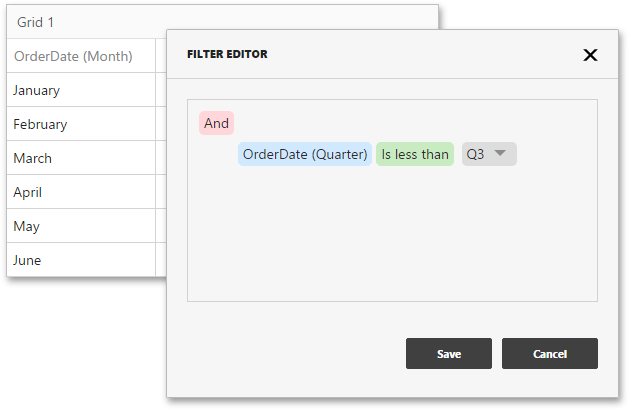 Grid 1
OrderDate (Month)
January
February
March
April
May
June
FILTER EDITOR
And
OrderDate (Quarter) Is less than Q3
Save Cancel